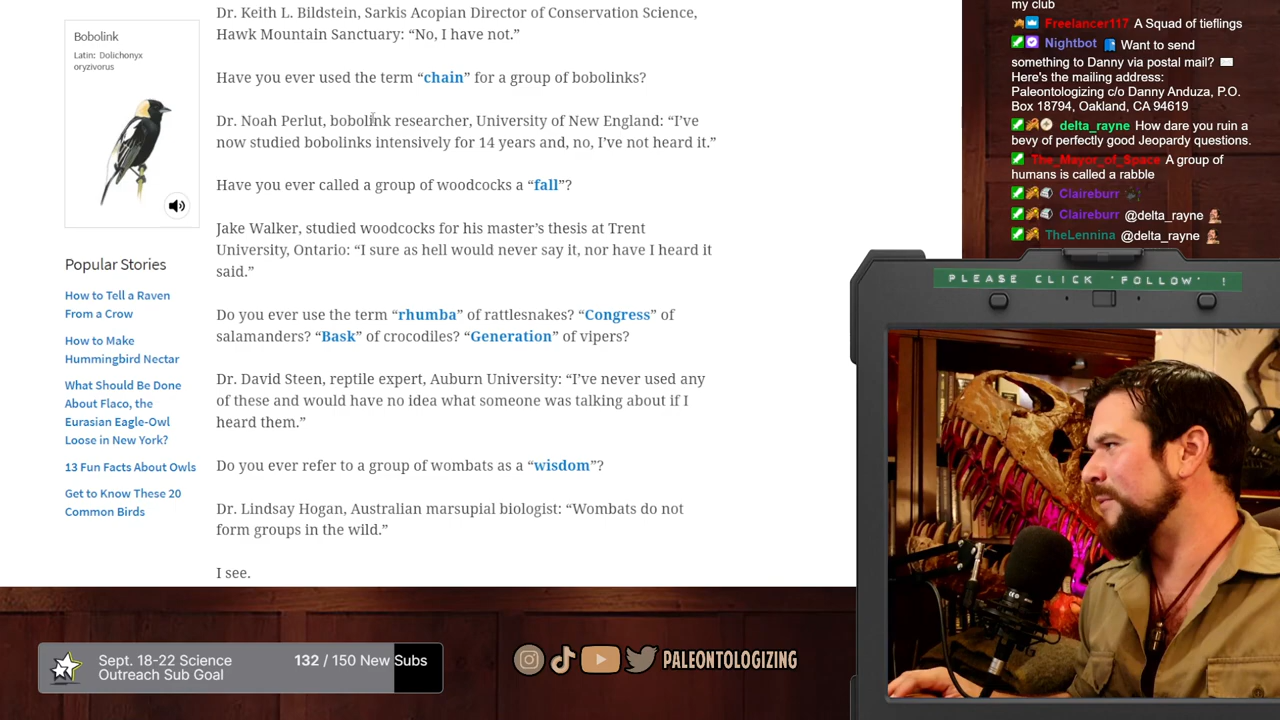 Bobolink
Latin: Dolichonyx
oryzivorus
Popular Stories
How to Tell a Raven
From a Crow
How to Make
Hummingbird Nectar
What Should Be Done
About Flaco, the
Eurasian Eagle-Owl
Loose in New York?
13 Fun Facts About Owls
Get to Know These 20
Common Birds
Dr. Keith L. Bildstein, Sarkis Acopian Director of Conservation Science,
Hawk Mountain Sanctuary: “No, I have not.”
Have you ever used the term “chain” for a group of bobolinks?
Dr. Noah Perlut, bobolink researcher, University of New England: “I’ve
now studied bobolinks intensively for 14 years and, no, I’ve not heard it.”
Have you ever called a group of woodcocks a “fall”?
Jake Walker, studied woodcocks for his master’s thesis at Trent
University, Ontario: “I sure as hell would never say it, nor have I heard it
said.”
Do you ever use the term “rhumba” of rattlesnakes? “Congress” of
salamanders? “Bask” of crocodiles? “Generation” of vipers?
Dr. David Steen, reptile expert, Auburn University: “I’ve never used any
of these and would have no idea what someone was talking about if I
heard them.”
Do you ever refer to a group of wombats as a “wisdom”?
Dr. Lindsay Hogan, Australian marsupial biologist: “Wombats do not
form groups in the wild.”
I see.
my club
Freelancer117 A Squad of tieflings
Nightbot Want to send
something to Danny via postal mail?
Here's the mailing address:
Paleontologizing c/o Danny Anduza, P.O.
Box 18794, Oakland, CA 94619
delta_rayne How dare you ruin a
bevy of perfectly good Jeopardy questions.
The_Mayor_of_Space A group of
humans is called a rabble
Claireburr
Claireburr @delta_rayne
TheLennina @delta_rayne
PLEASE CLICK 'FOLLOW' !
Sept. 18-22 Science
Outreach Sub Goal
132 / 150 New Subs
PALEONTOLOGIZING